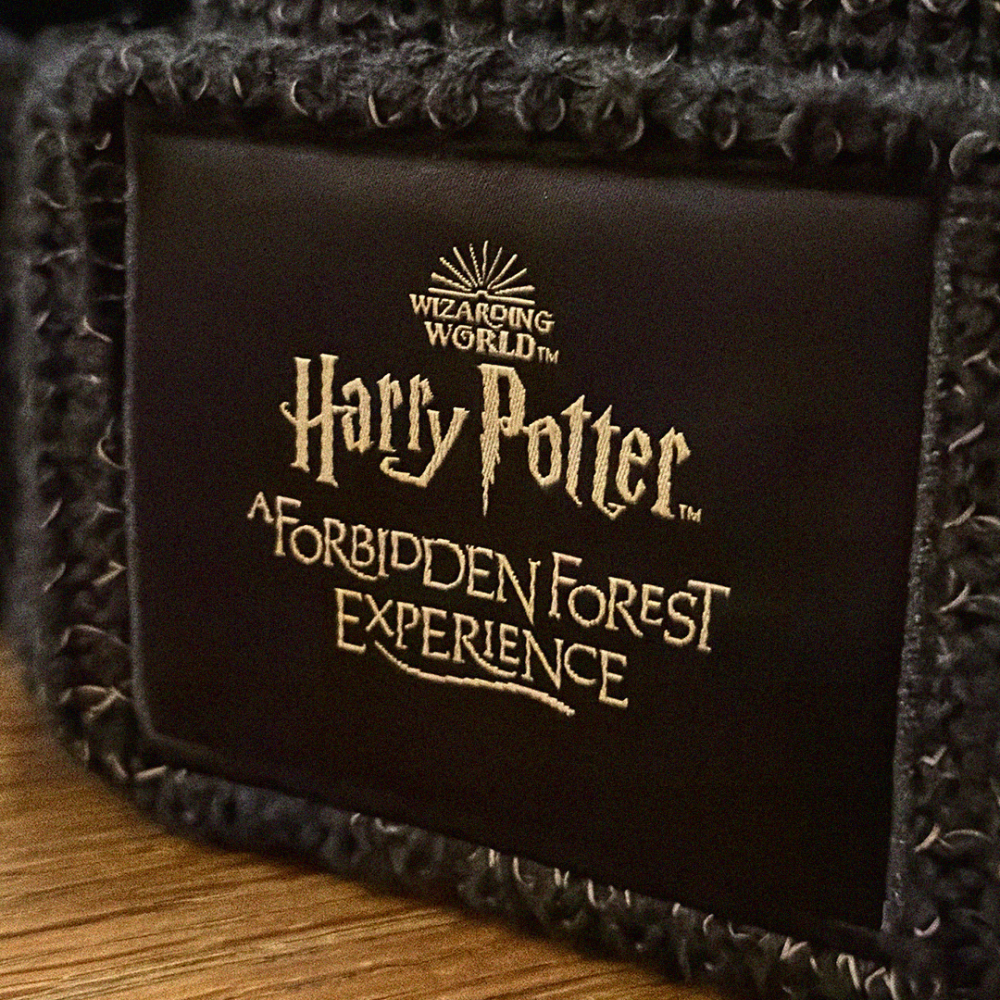 WIZARDING
WORLD™
Harry Potter™
A FORBIDDEN FOREST
EXPERIENCE